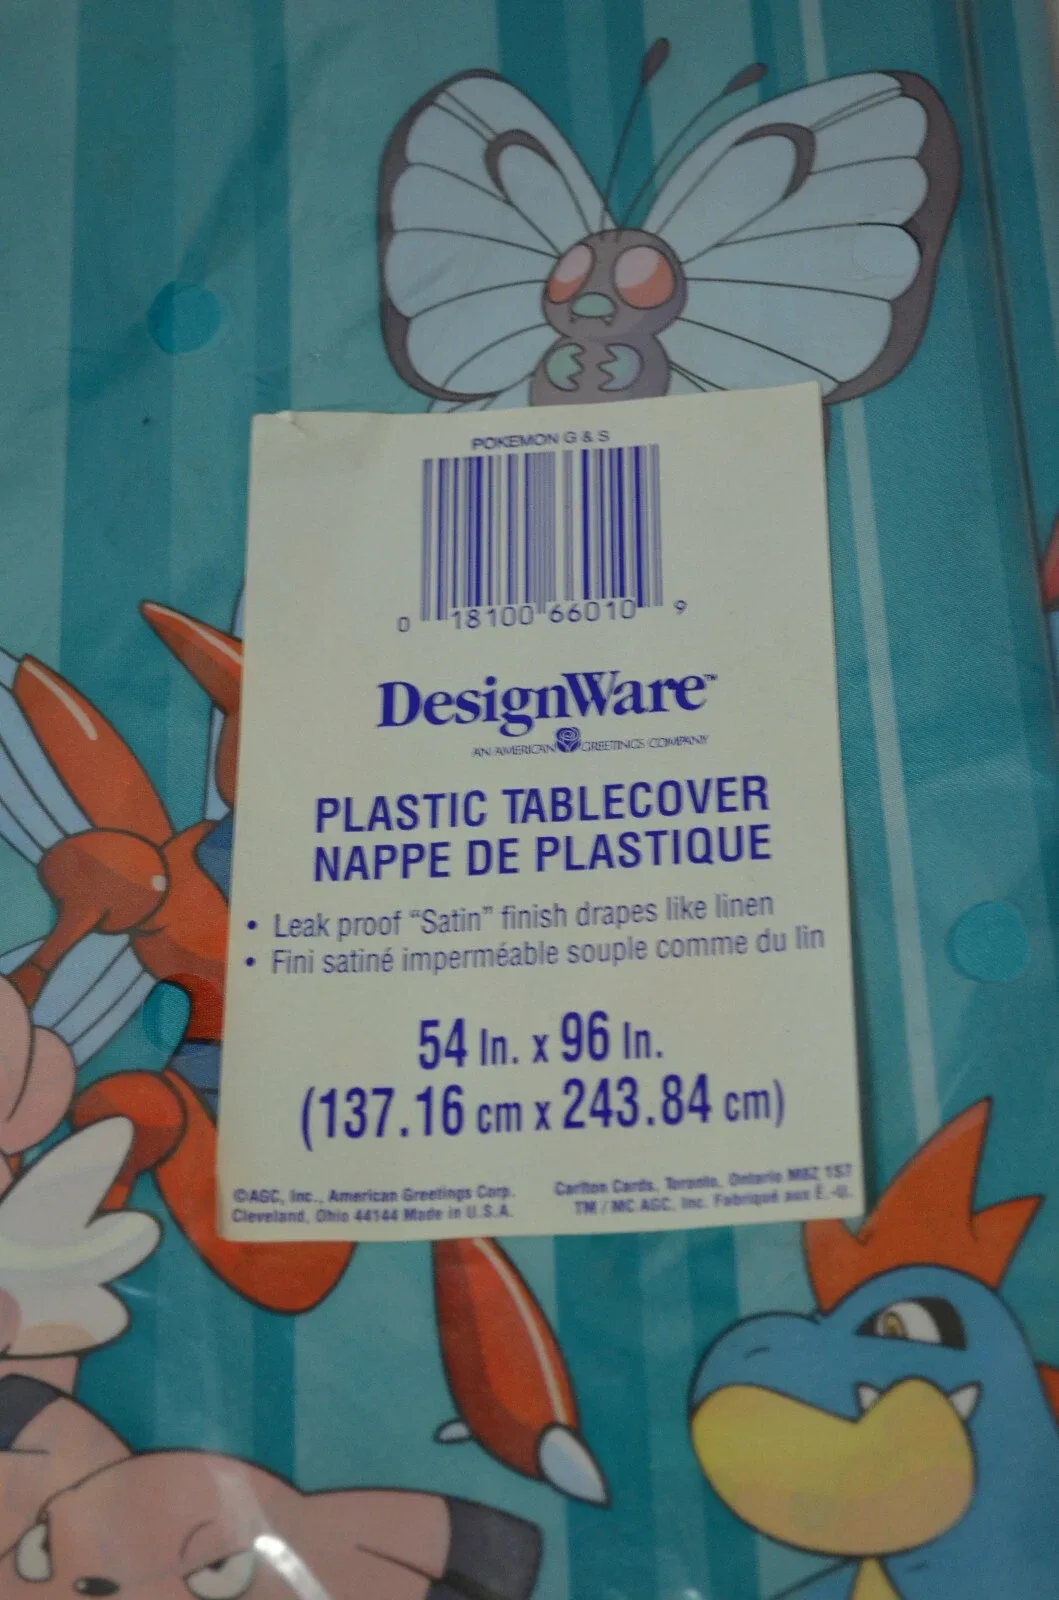 POKEMON G & S
0 18100 66010 9
DesignWare™
AN AMERICAN GREETINGS COMPANY
PLASTIC TABLECOVER
NAPPE DE PLASTIQUE
• Leak proof “Satin” finish drapes like linen
• Fini satiné imperméable souple comme du lin
54 In. x 96 In.
(137.16 cm x 243.84 cm)
©AGC, Inc., American Greetings Corp.
Cleveland, Ohio 44144 Made in U.S.A.
Carlton Cards, Toronto, Ontario M8Z 1S7
TM / MC AGC, Inc. Fabriqué aux É.-U.